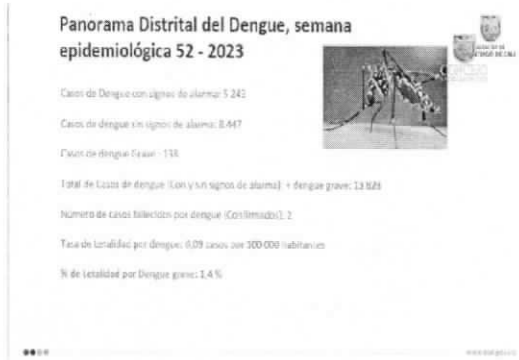 Panorama Distrital del Dengue, semana
epidemiológica 52 - 2023
Casos de Dengue con signos de alarma: 5 243
Casos de dengue sin signos de alarma: 8.447
Casos de dengue Grave : 138
Total de Casos de dengue (Con y sin signos de alarma) + dengue grave: 13 828
Número de casos fallecidos por dengue (Confirmados): 2
Tasa de Letalidad por dengue: 0,09 casos por 100 000 habitantes
% de Letalidad por Dengue grave: 1,4 %